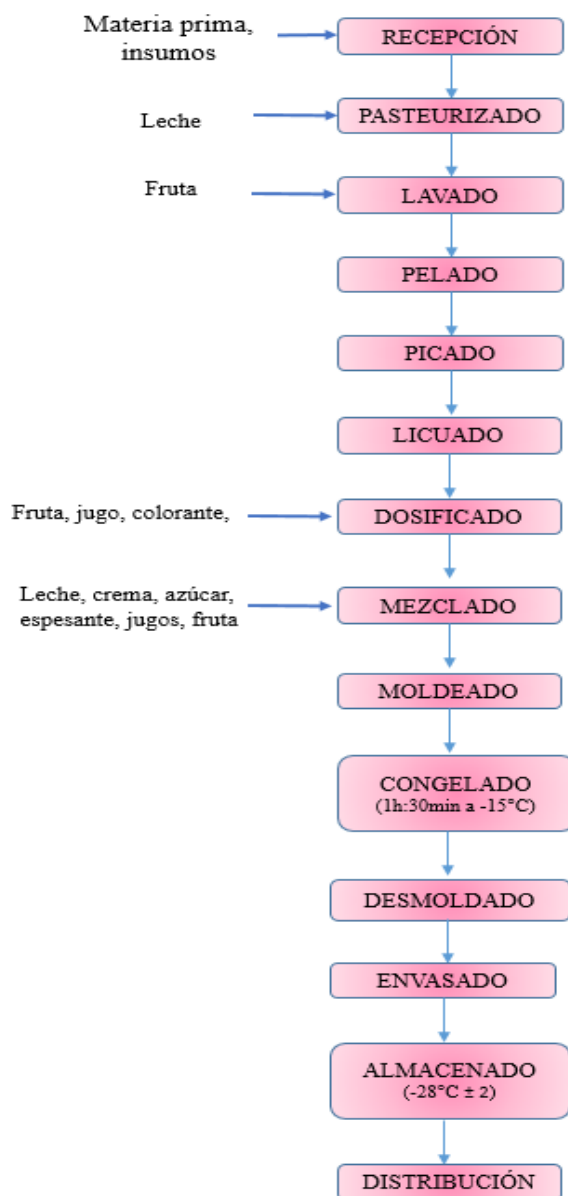 Materia prima,
insumos
RECEPCIÓN
Leche
PASTEURIZADO
Fruta
LAVADO
PELADO
PICADO
LICUADO
Fruta, jugo, colorante,
DOSIFICADO
Leche, crema, azúcar,
espesante, jugos, fruta
MEZCLADO
MOLDEADO
CONGELADO
(1h:30min a -15°C)
DESMOLDADO
ENVASADO
ALMACENADO
(-28°C ± 2)
DISTRIBUCIÓN